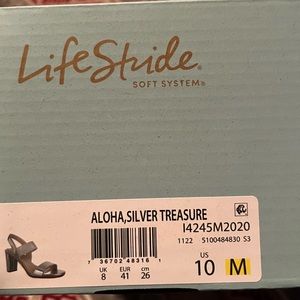 LifeStride
SOFT SYSTEM®
ALOHA,SILVER TREASURE
I4245M2020
1122 5100484830 53
7 36702 48316 1
UK EUR cm
8 41 26
US
10 M